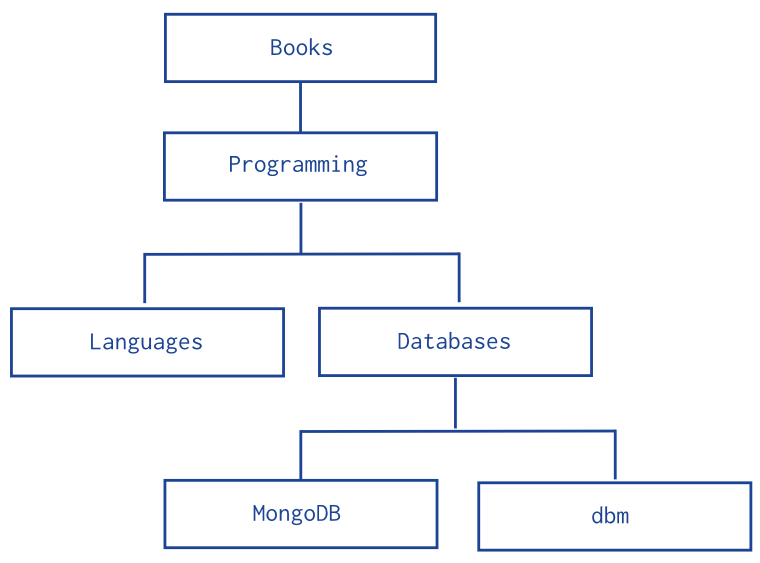 Books
Programming
Languages
Databases
MongoDB
dbm